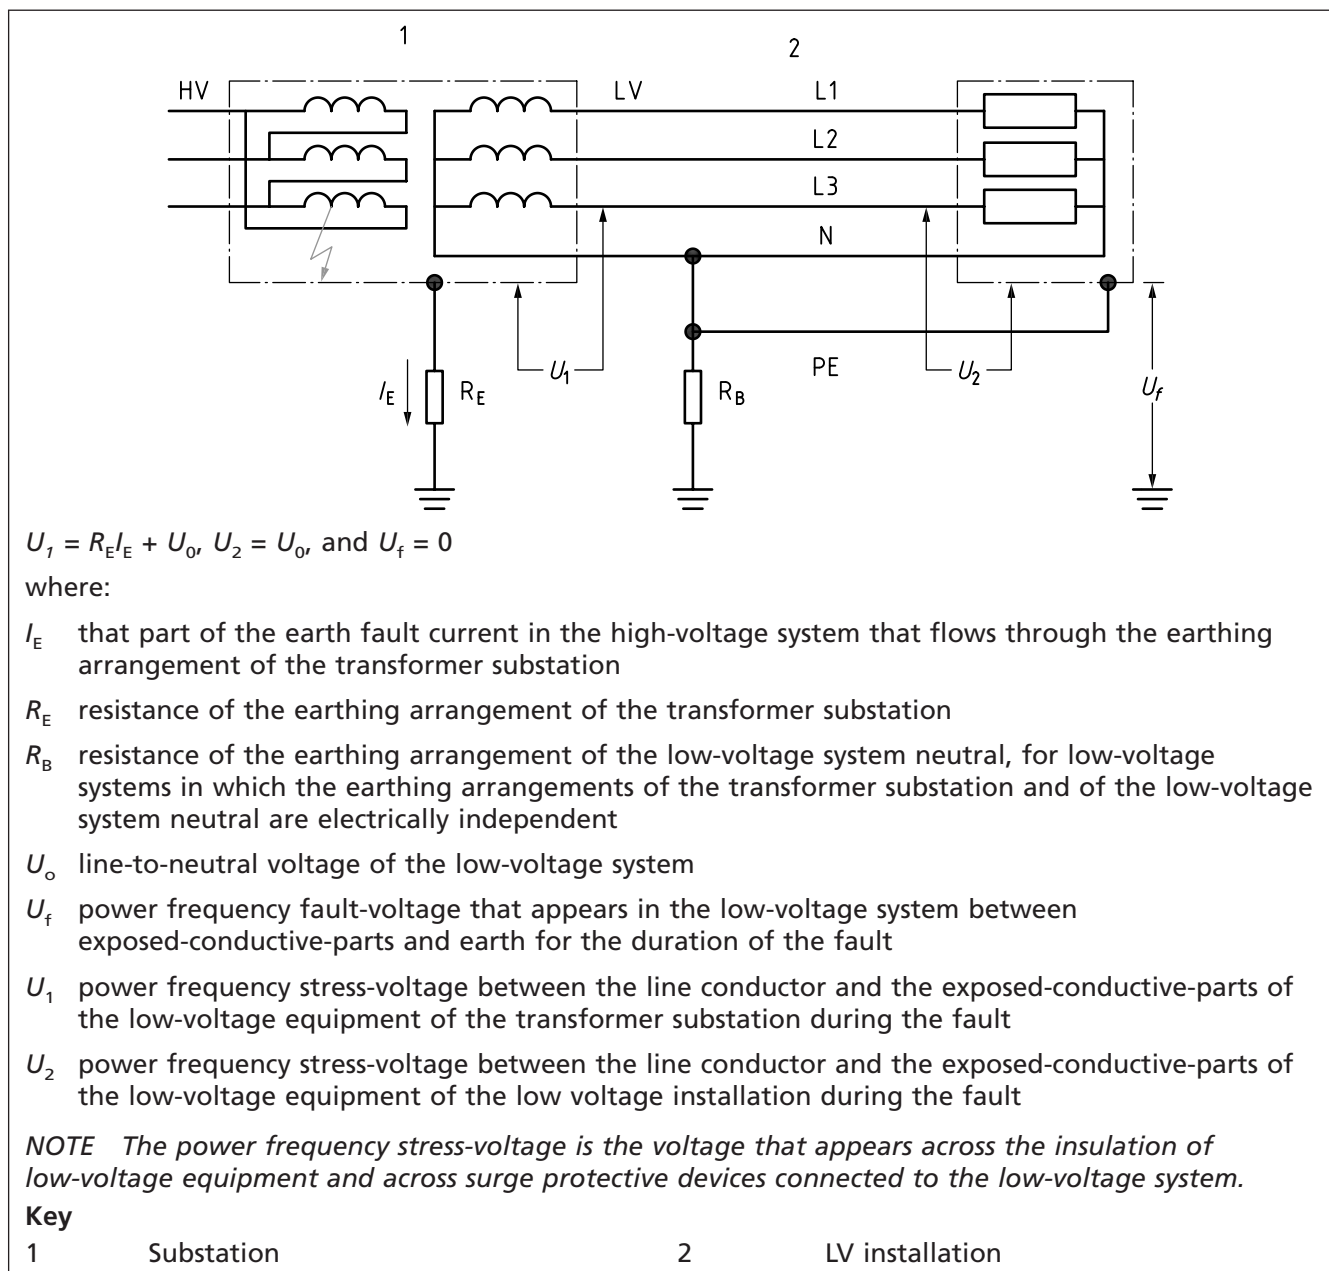 1
2
HV
LV
L1
L2
L3
N
U₁
PE
U₂
I_E
R_E
R_B
U_f
U₁ = R_E I_E + U₀, U₂ = U₀, and U_f = 0
where:
I_E that part of the earth fault current in the high-voltage system that flows through the earthing
arrangement of the transformer substation
R_E resistance of the earthing arrangement of the transformer substation
R_B resistance of the earthing arrangement of the low-voltage system neutral, for low-voltage
systems in which the earthing arrangements of the transformer substation and of the low-voltage
system neutral are electrically independent
U_o line-to-neutral voltage of the low-voltage system
U_f power frequency fault-voltage that appears in the low-voltage system between
exposed-conductive-parts and earth for the duration of the fault
U₁ power frequency stress-voltage between the line conductor and the exposed-conductive-parts of
the low-voltage equipment of the transformer substation during the fault
U₂ power frequency stress-voltage between the line conductor and the exposed-conductive-parts of
the low-voltage equipment of the low voltage installation during the fault
NOTE The power frequency stress-voltage is the voltage that appears across the insulation of
low-voltage equipment and across surge protective devices connected to the low-voltage system.
Key
1 Substation 2 LV installation